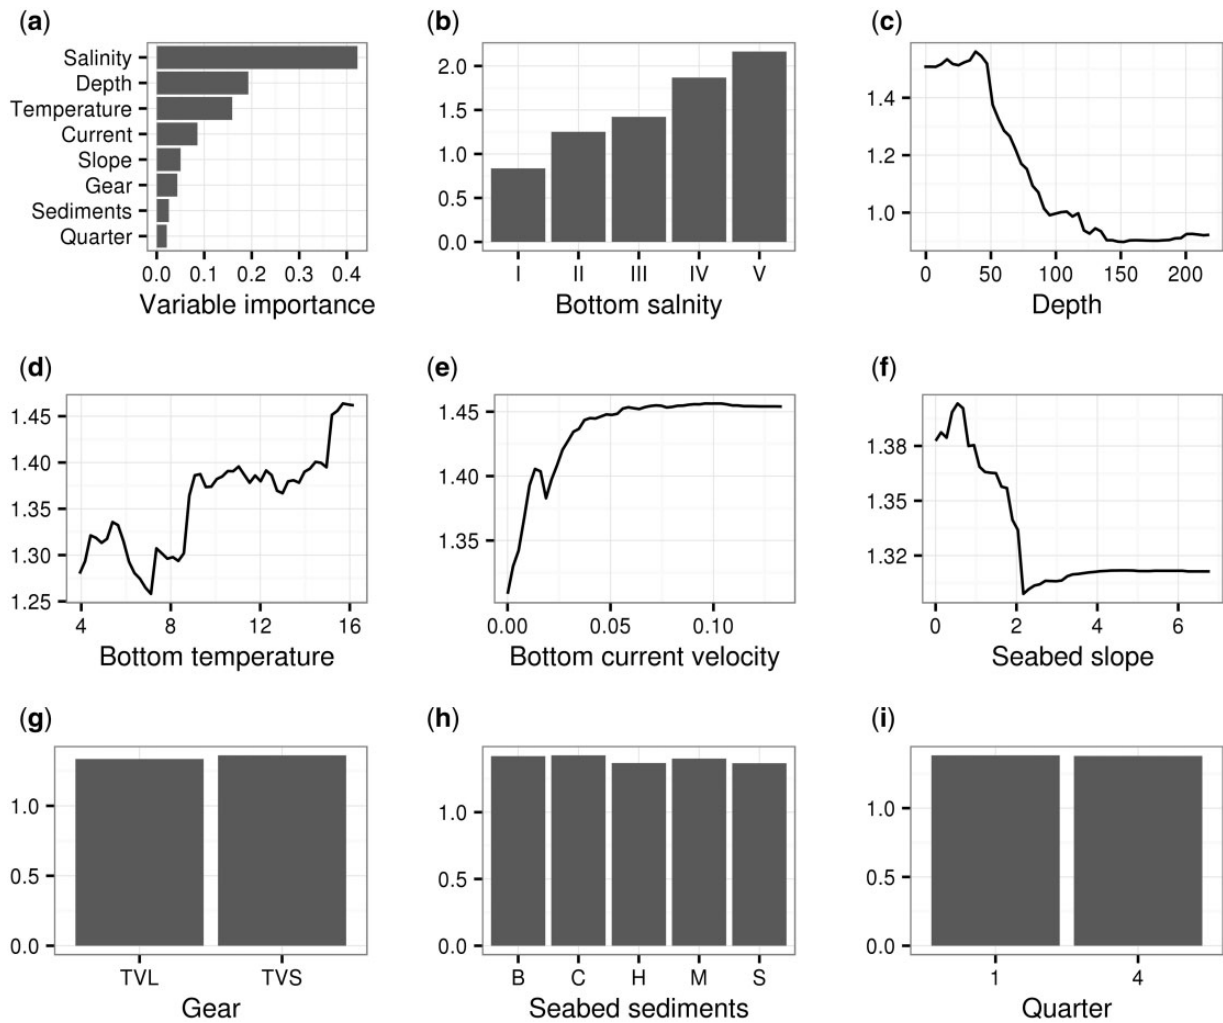 (a)
Salinity
Depth
Temperature
Current
Slope
Gear
Sediments
Quarter
0.0 0.1 0.2 0.3 0.4
Variable importance
(b)
2.0
1.5
1.0
0.5
0.0
I II III IV V
Bottom salnity
(c)
1.4
1.2
1.0
0 50 100 150 200
Depth
(d)
1.45
1.40
1.35
1.30
1.25
4 8 12 16
Bottom temperature
(e)
1.45
1.40
1.35
0.00 0.05 0.10
Bottom current velocity
(f)
1.38
1.35
1.32
0 2 4 6
Seabed slope
(g)
1.0
0.5
0.0
TVL TVS
Gear
(h)
1.0
0.5
0.0
B C H M S
Seabed sediments
(i)
1.0
0.5
0.0
1 4
Quarter